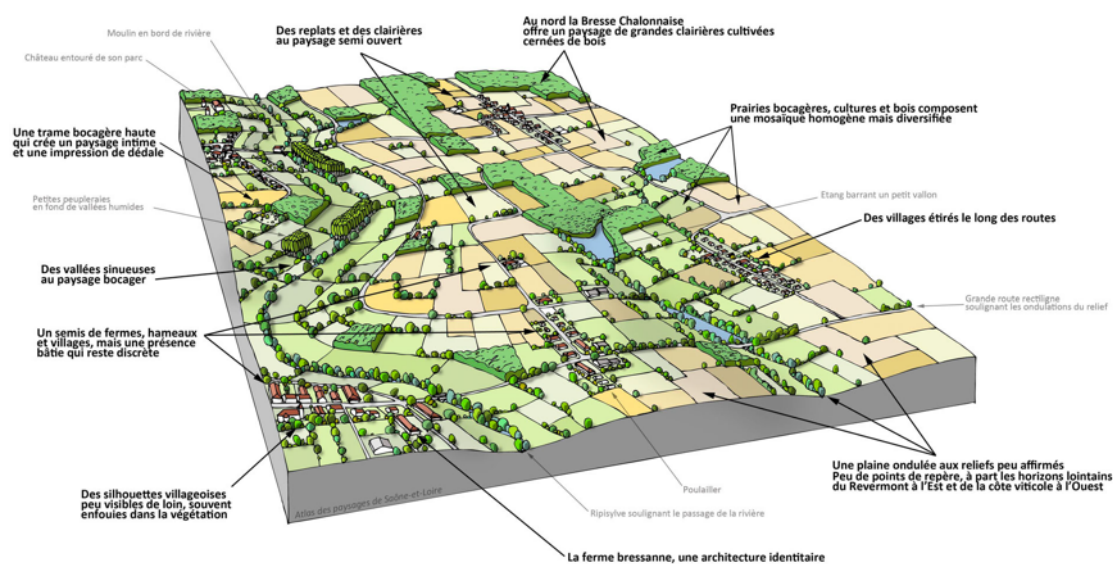 Moulin en bord de rivière
Château entouré de son parc
Des replats et des clairières
au paysage semi ouvert
Au nord la Bresse Chalonnaise
offre un paysage de grandes clairières cultivées
cernées de bois
Prairies bocagères, cultures et bois composent
une mosaïque homogène mais diversifiée
Une trame bocagère haute
qui crée un paysage intime
et une impression de dédale
Petites peupleraies
en fond de vallées humides
Etang barrant un petit vallon
Des villages étirés le long des routes
Des vallées sinueuses
au paysage bocager
Grande route rectiligne
soulignant les ondulations du relief
Un semis de fermes, hameaux
et villages, mais une présence
bâtie qui reste discrète
Une plaine ondulée aux reliefs peu affirmés
Peu de points de repère, à part les horizons lointains
du Revermont à l'Est et de la côte viticole à l'Ouest
Des silhouettes villageoises
peu visibles de loin, souvent
enfouies dans la végétation
Atlas des paysages de Saône-et-Loire
Poulailler
Ripisylve soulignant le passage de la rivière
La ferme bressanne, une architecture identitaire